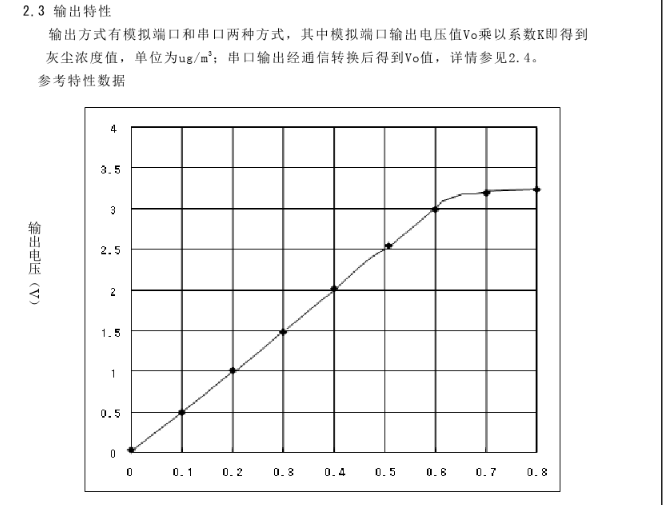 2.3 输出特性
输出方式有模拟端口和串口两种方式，其中模拟端口输出电压值Vo乘以系数K即得到
灰尘浓度值，单位为ug/m³；串口输出经通信转换后得到Vo值，详情参见2.4。
参考特性数据
输出电压（V）
4
3.5
3
2.5
2
1.5
1
0.5
0
0 0.1 0.2 0.3 0.4 0.5 0.6 0.7 0.8